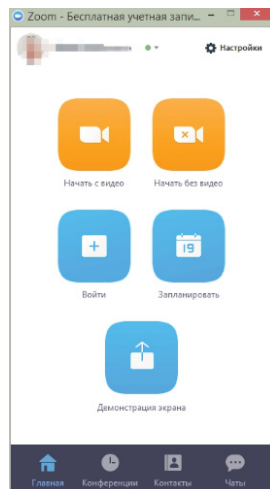 Zoom - Бесплатная учетная запи...
Настройки
Начать с видео
Начать без видео
19
Войти
Запланировать
Демонстрация экрана
Главная
Конференции
Контакты
Чаты